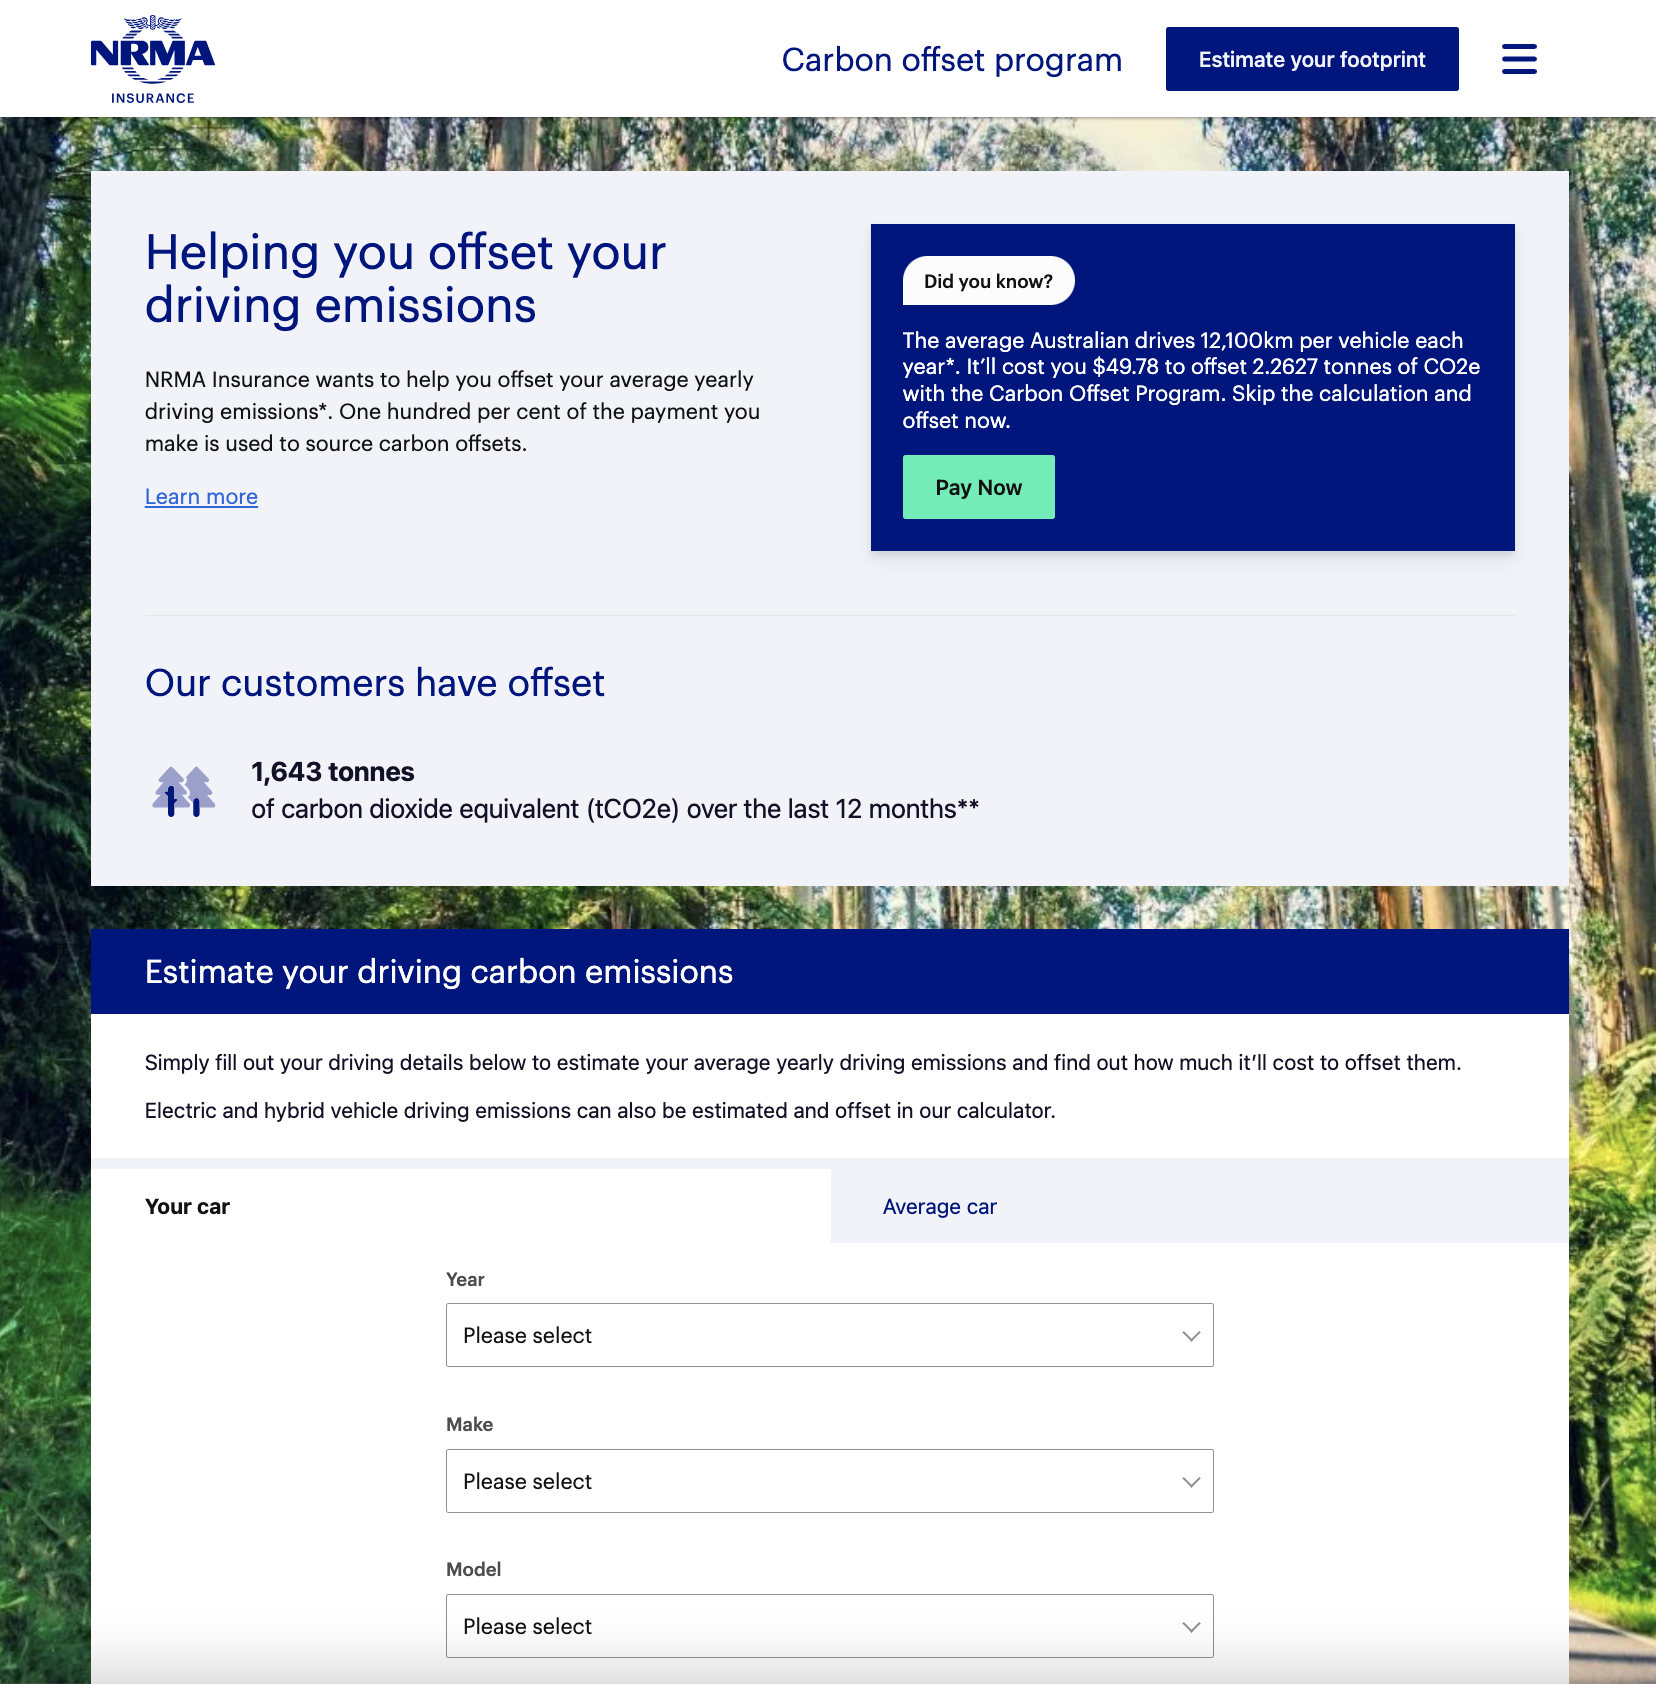 NRMA
INSURANCE
Carbon offset program
Estimate your footprint
Helping you offset your
driving emissions
NRMA Insurance wants to help you offset your average yearly
driving emissions*. One hundred per cent of the payment you
make is used to source carbon offsets.
Learn more
Did you know?
The average Australian drives 12,100km per vehicle each
year*. It’ll cost you $49.78 to offset 2.2627 tonnes of CO2e
with the Carbon Offset Program. Skip the calculation and
offset now.
Pay Now
Our customers have offset
1,643 tonnes
of carbon dioxide equivalent (tCO2e) over the last 12 months**
Estimate your driving carbon emissions
Simply fill out your driving details below to estimate your average yearly driving emissions and find out how much it’ll cost to offset them.
Electric and hybrid vehicle driving emissions can also be estimated and offset in our calculator.
Your car
Average car
Year
Please select
Make
Please select
Model
Please select